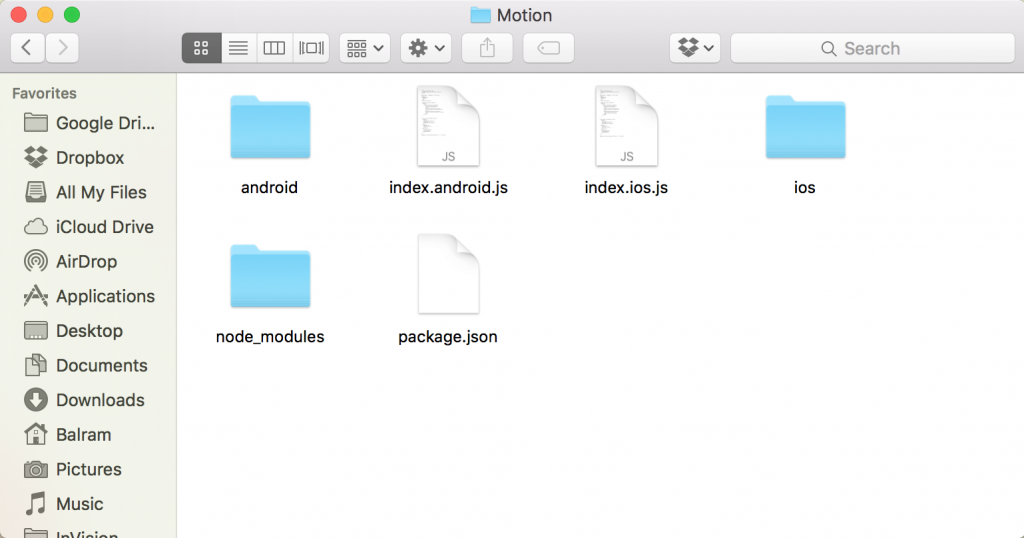 Motion
Search
Favorites
Google Dri...
Dropbox
All My Files
iCloud Drive
AirDrop
Applications
Desktop
Documents
Downloads
Balram
Pictures
Music
InVision
JS
JS
android
index.android.js
index.ios.js
ios
node_modules
package.json